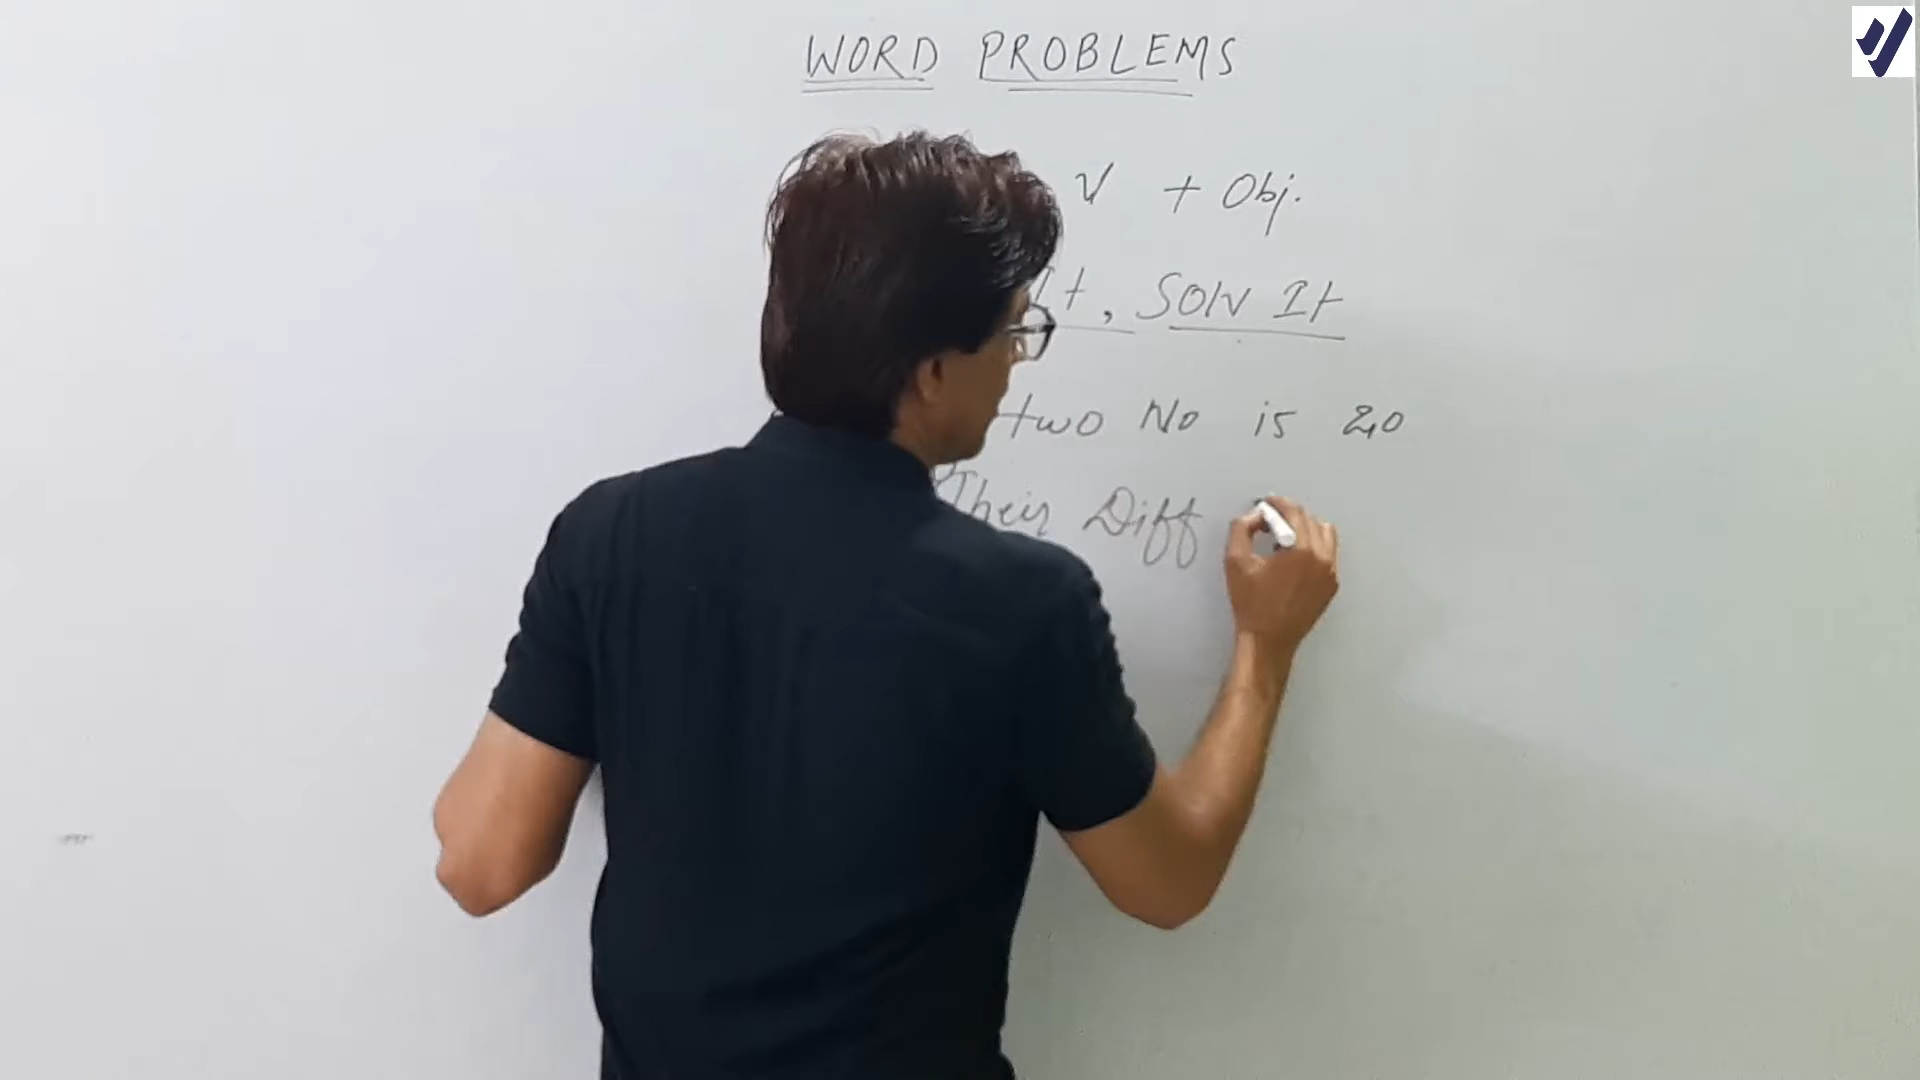 WORD PROBLEMS
V + Obj.
It, Solv It
two No is 20
Their Diff